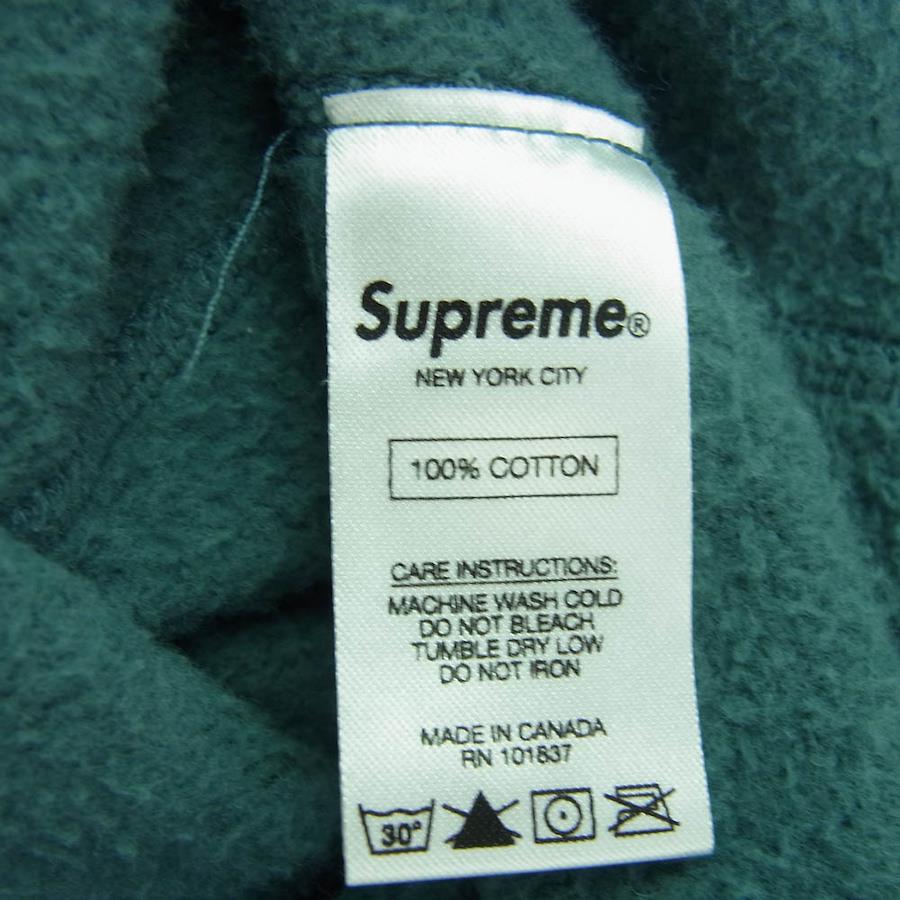 Supreme®
NEW YORK CITY
100% COTTON
CARE INSTRUCTIONS:
MACHINE WASH COLD
DO NOT BLEACH
TUMBLE DRY LOW
DO NOT IRON
MADE IN CANADA
RN 101837
30°